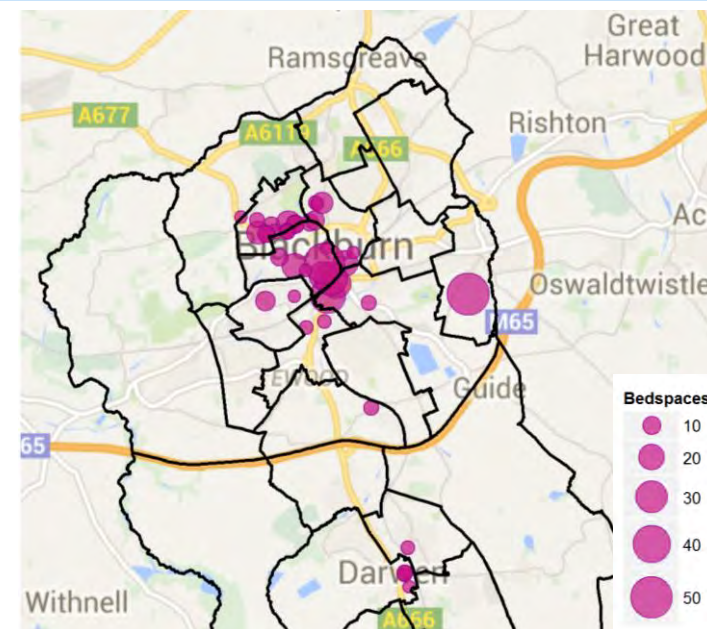 Great
Harwood
Ramsgreave
A677
A6119
A666
Rishton
Blackburn
Oswaldtwistle
M65
EWOOD
Guide
65
Darwen
Withnell
A666
Bedspaces
10
20
30
40
50